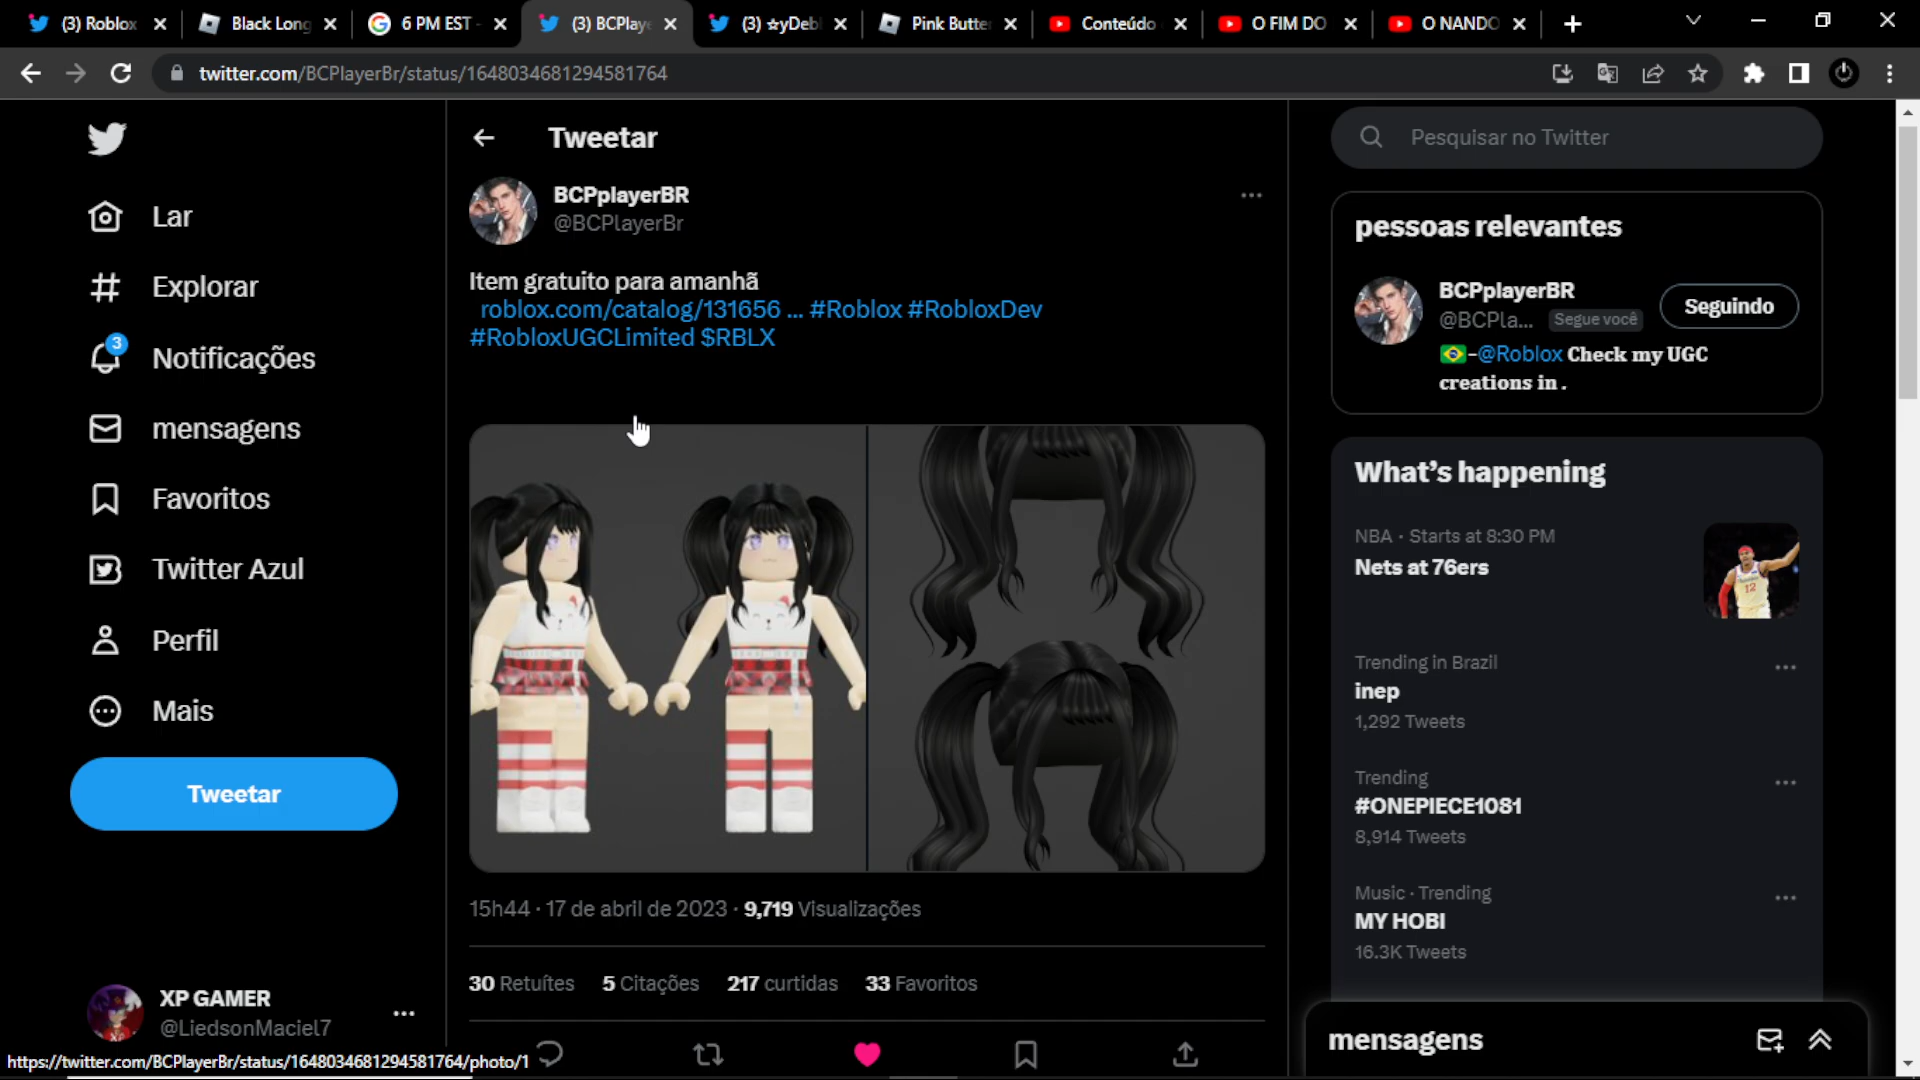 (3) Roblox
Black Long
6 PM EST -
(3) BCPlay
(3) ☆yDeb
Pink Butte
Conteúdo
O FIM DO
O NANDO
twitter.com/BCPlayerBr/status/1648034681294581764
Lar
Explorar
3
Notificações
mensagens
Favoritos
Twitter Azul
Perfil
Mais
Tweetar
XP GAMER
@LiedsonMaciel7
https://twitter.com/BCPlayerBr/status/1648034681294581764/photo/1
Tweetar
BCPplayerBR
@BCPlayerBr
Item gratuito para amanhã
roblox.com/catalog/131656 ... #Roblox #RobloxDev
#RobloxUGCLimited $RBLX
15h44 · 17 de abril de 2023 · 9,719 Visualizações
30 Retuítes 5 Citações 217 curtidas 33 Favoritos
Pesquisar no Twitter
pessoas relevantes
BCPplayerBR
@BCPla... Segue você
Seguindo
-@Roblox Check my UGC
creations in .
What's happening
NBA · Starts at 8:30 PM
Nets at 76ers
12
Trending in Brazil
inep
1,292 Tweets
Trending
#ONEPIECE1081
8,914 Tweets
Music · Trending
MY HOBI
16.3K Tweets
mensagens